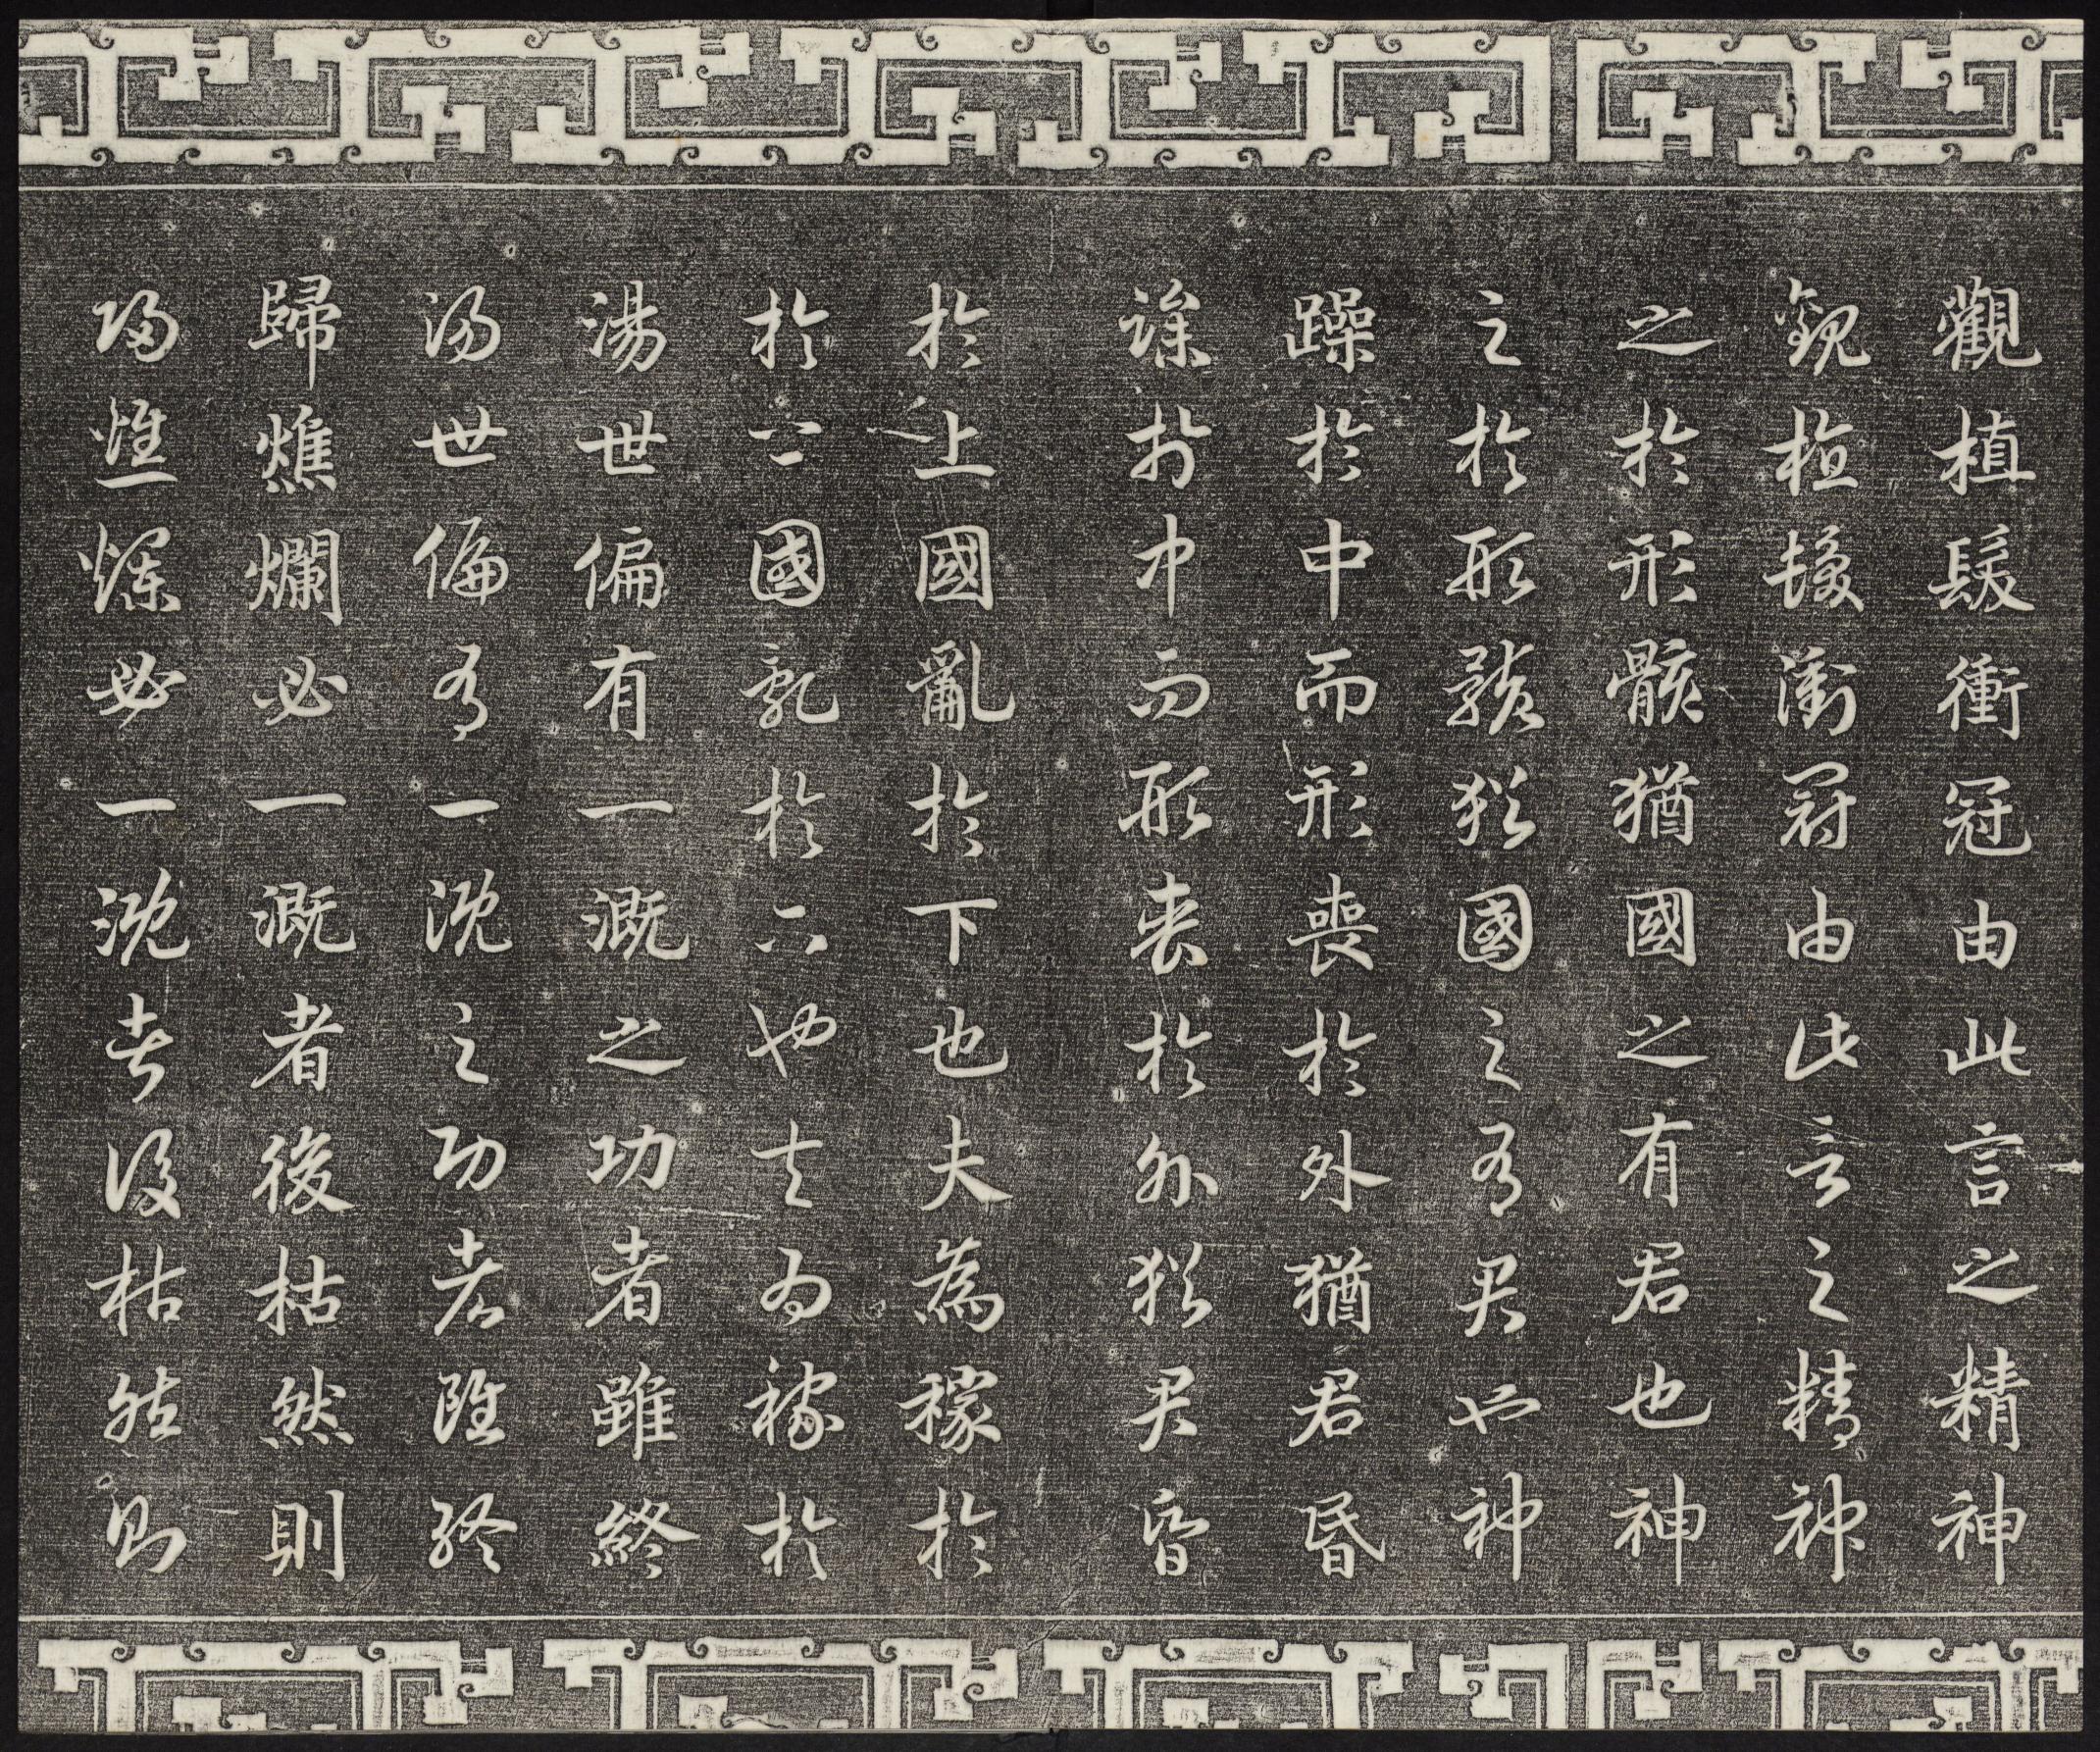 觀植髮衝冠由此言之精神
觀植髮衝冠由此言之精神
之於形骸猶國之有君也神
之於形骸猶國之有君也神
躁於中而形喪於外猶君昏
躁於中而形喪於外猶君昏
於上國亂於下也夫為稼於
於上國亂於下也夫為稼於
湯世偏有一溉之功者雖終
湯世偏有一溉之功者雖終
歸燋爛必一溉者後枯然則
歸燋爛必一溉者後枯然則